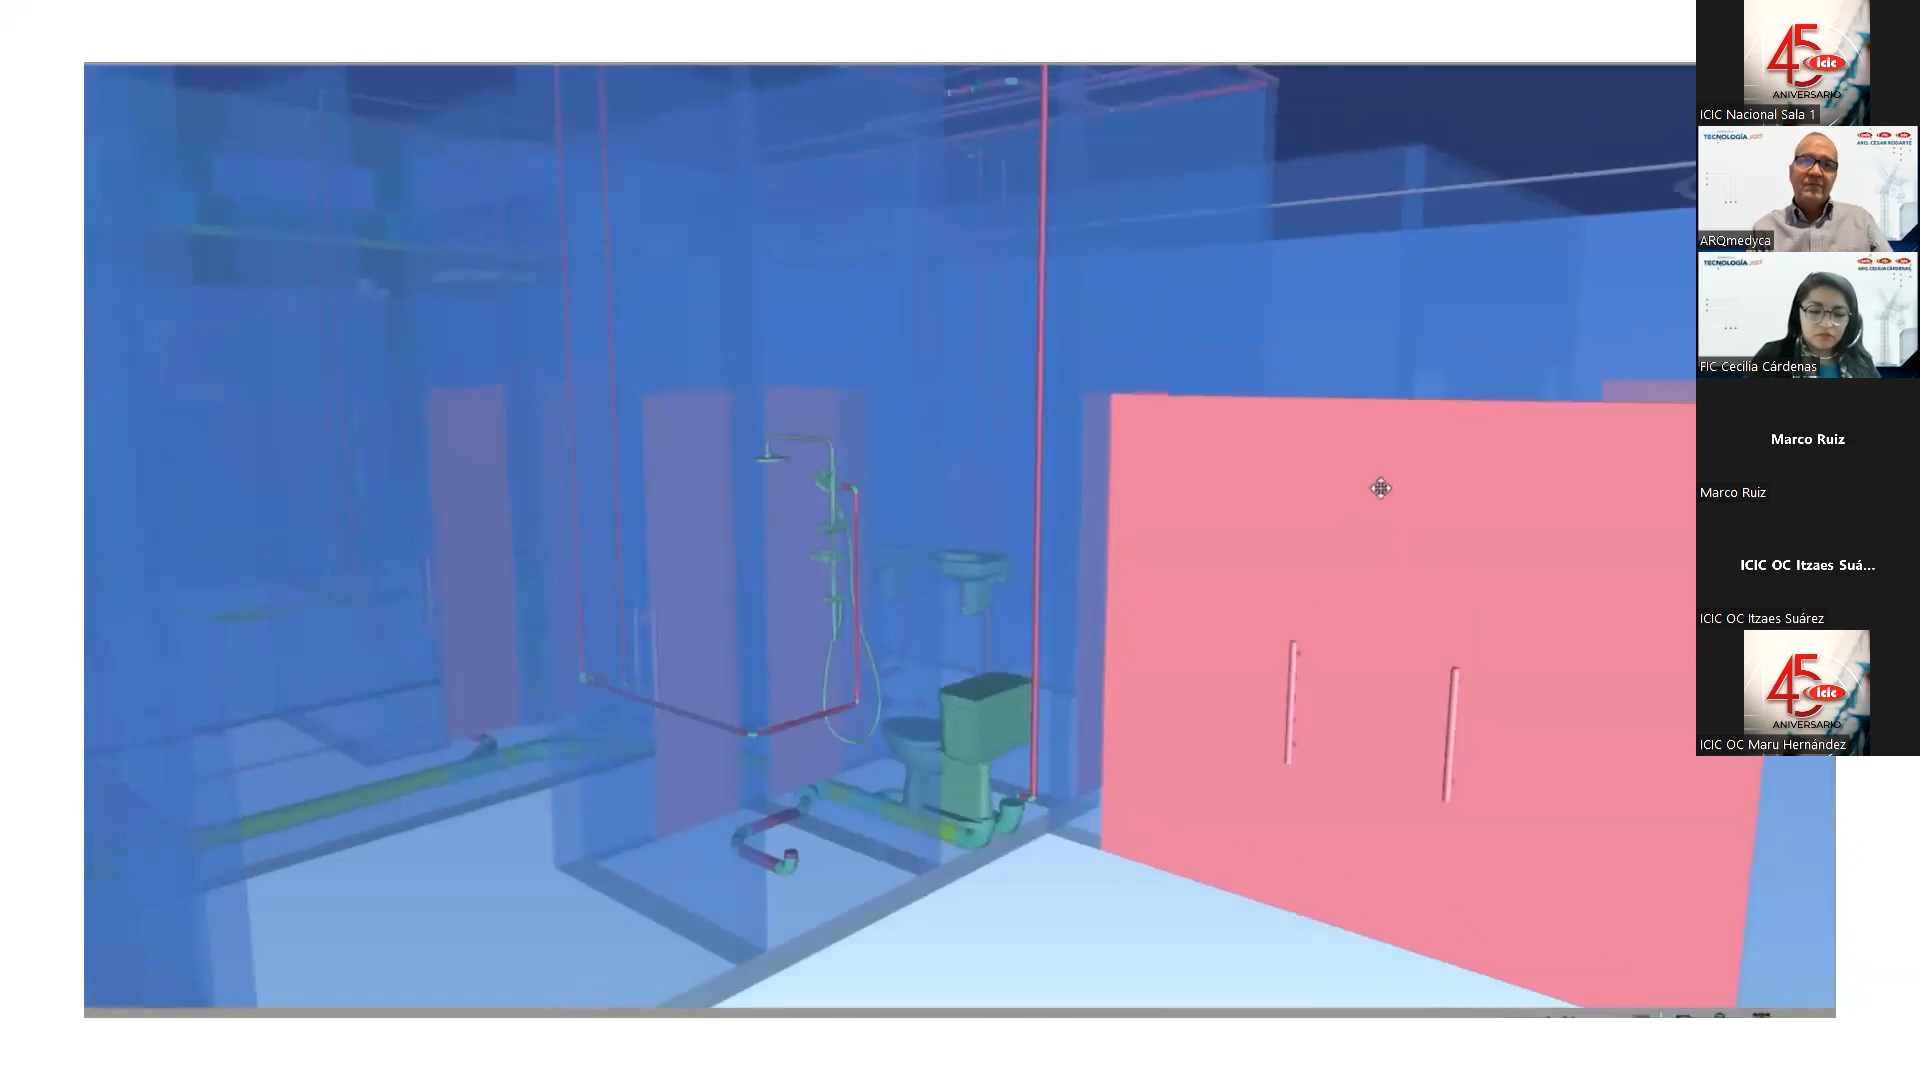 45
icic
ANIVERSARIO
ICIC Nacional Sala 1
TECNOLOGÍA 2023
ARQ. CÉSAR RODARTE
ARQmedyca
TECNOLOGÍA 2023
ARQ. CECILIA CÁRDENAS
FIC Cecilia Cárdenas
Marco Ruiz
Marco Ruiz
ICIC OC Itzaes Suá...
ICIC OC Itzaes Suárez
45
icic
ANIVERSARIO
ICIC OC Maru Hernández